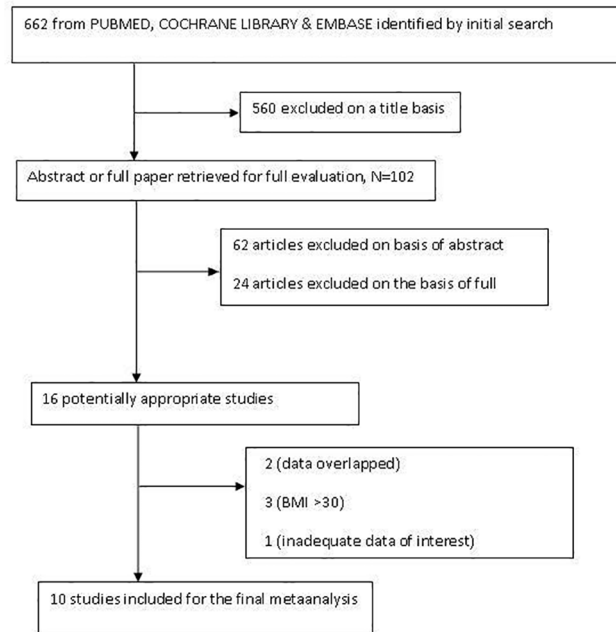 662 from PUBMED, COCHRANE LIBRARY & EMBASE identified by initial search
560 excluded on a title basis
Abstract or full paper retrieved for full evaluation, N=102
62 articles excluded on basis of abstract
24 articles excluded on the basis of full
16 potentially appropriate studies
2 (data overlapped)
3 (BMI >30)
1 (inadequate data of interest)
10 studies included for the final metaanalysis